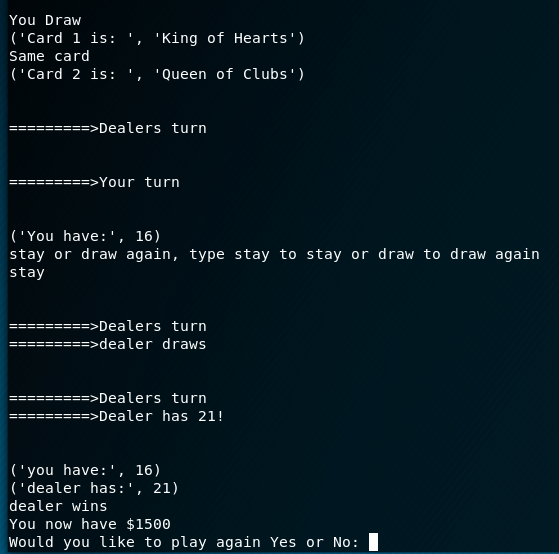 You Draw
('Card 1 is: ', 'King of Hearts')
Same card
('Card 2 is: ', 'Queen of Clubs')
=========>Dealers turn
=========>Your turn
('You have:', 16)
stay or draw again, type stay to stay or draw to draw again
stay
=========>Dealers turn
=========>dealer draws
=========>Dealers turn
=========>Dealer has 21!
('you have:', 16)
('dealer has:', 21)
dealer wins
You now have $1500
Would you like to play again Yes or No: